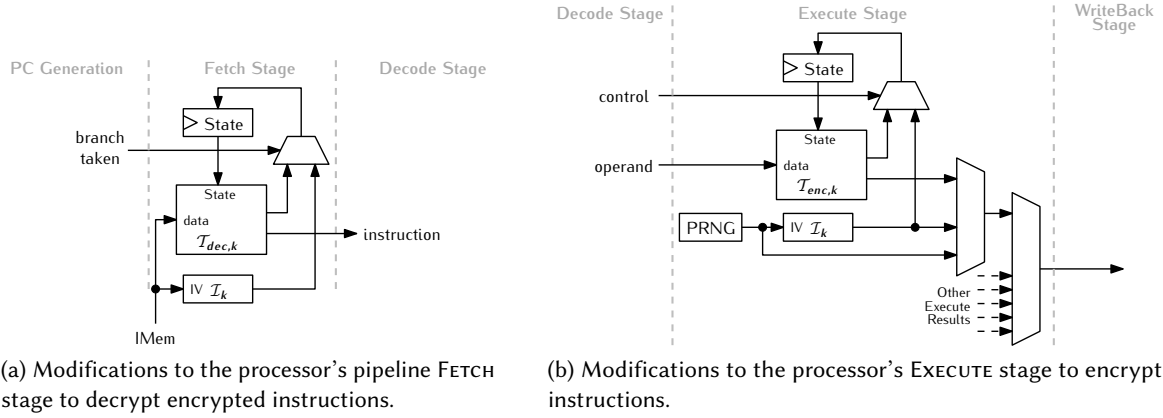 PC Generation
Fetch Stage
Decode Stage
State
branch
taken
State
data
𝒯dec,k
instruction
IV ℐk
IMem
(a) Modifications to the processor's pipeline FETCH
stage to decrypt encrypted instructions.
Decode Stage
Execute Stage
WriteBack
Stage
State
control
State
operand
data
𝒯enc,k
PRNG
IV ℐk
Other
Execute
Results
(b) Modifications to the processor's EXECUTE stage to encrypt
instructions.